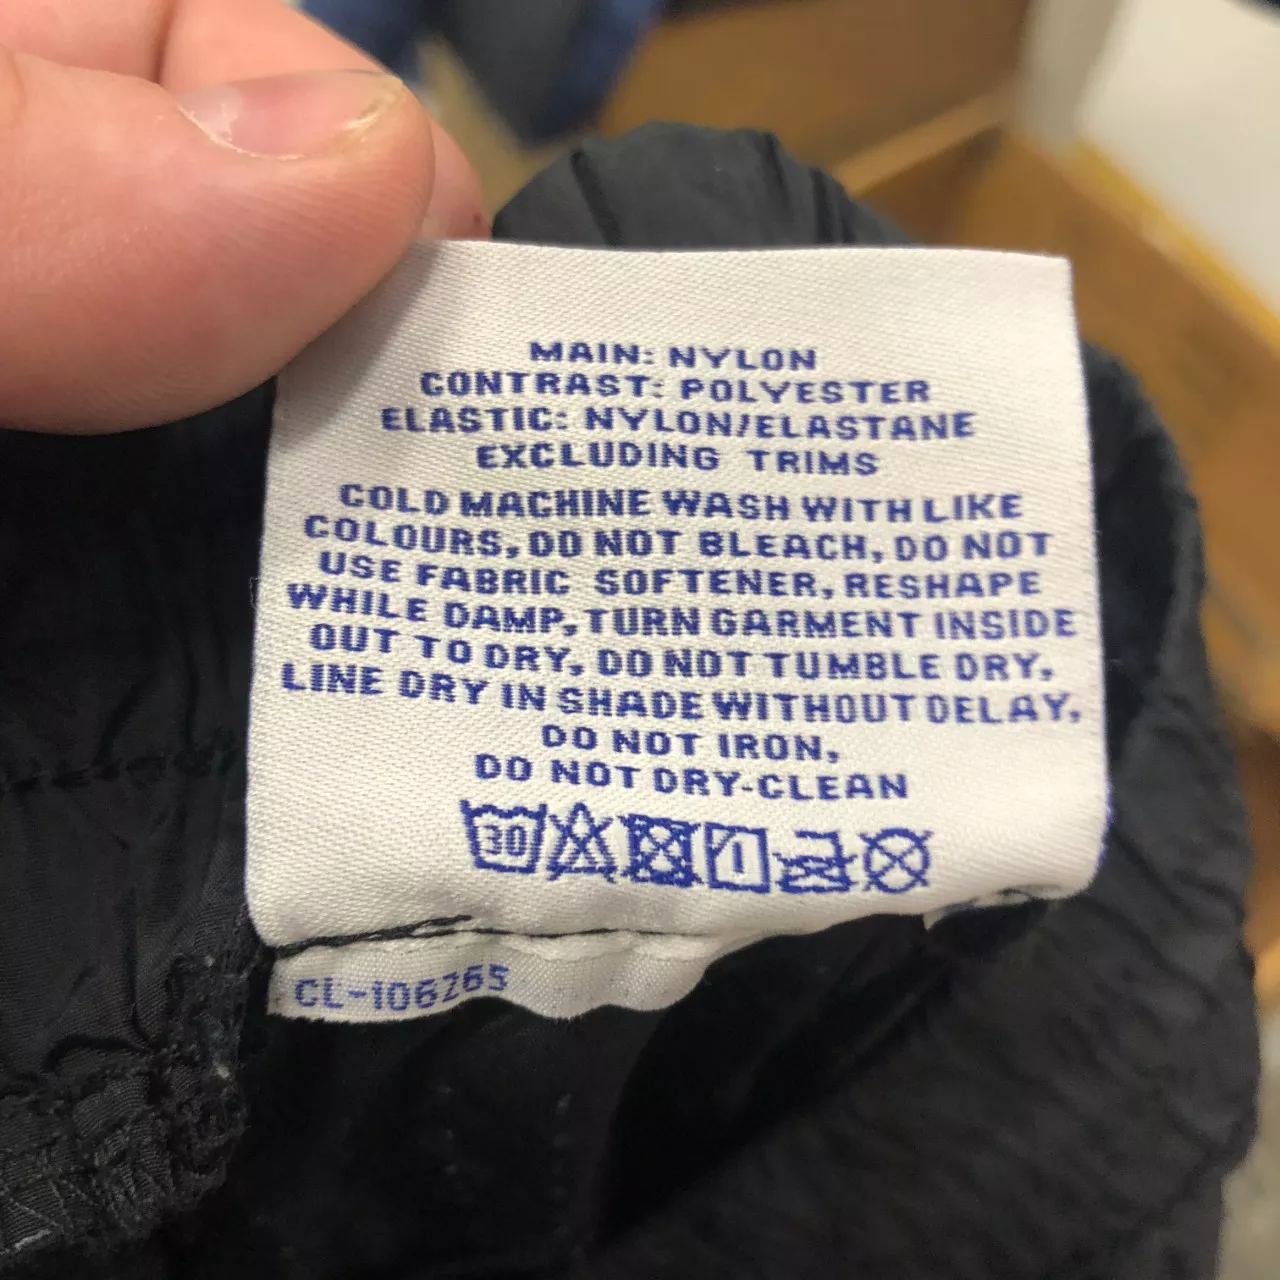 MAIN: NYLON
CONTRAST: POLYESTER
ELASTIC: NYLON/ELASTANE
EXCLUDING TRIMS
COLD MACHINE WASH WITH LIKE
COLOURS, DO NOT BLEACH, DO NOT
USE FABRIC SOFTENER, RESHAPE
WHILE DAMP, TURN GARMENT INSIDE
OUT TO DRY, DO NOT TUMBLE DRY,
LINE DRY IN SHADE WITHOUT DELAY,
DO NOT IRON,
DO NOT DRY-CLEAN
30
CL-106765